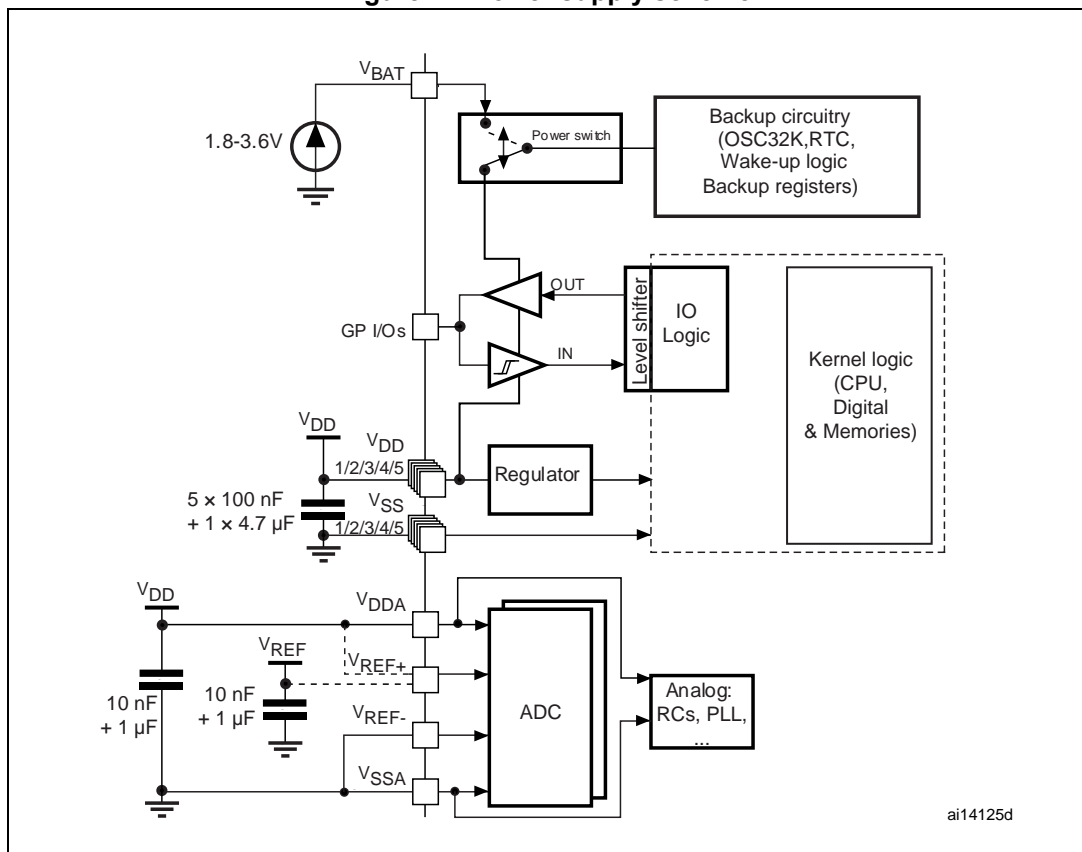 VBAT
1.8-3.6V
Power switch
Backup circuitry
(OSC32K,RTC,
Wake-up logic
Backup registers)
OUT
GP I/Os
IN
Level shifter
IO
Logic
Kernel logic
(CPU,
Digital
& Memories)
VDD
VDD
1/2/3/4/5
Regulator
5 × 100 nF
+ 1 × 4.7 µF
VSS
1/2/3/4/5
VDD
VDDA
VREF
VREF+
10 nF
+ 1 µF
10 nF
+ 1 µF
VREF-
VSSA
ADC
Analog:
RCs, PLL,
...
ai14125d